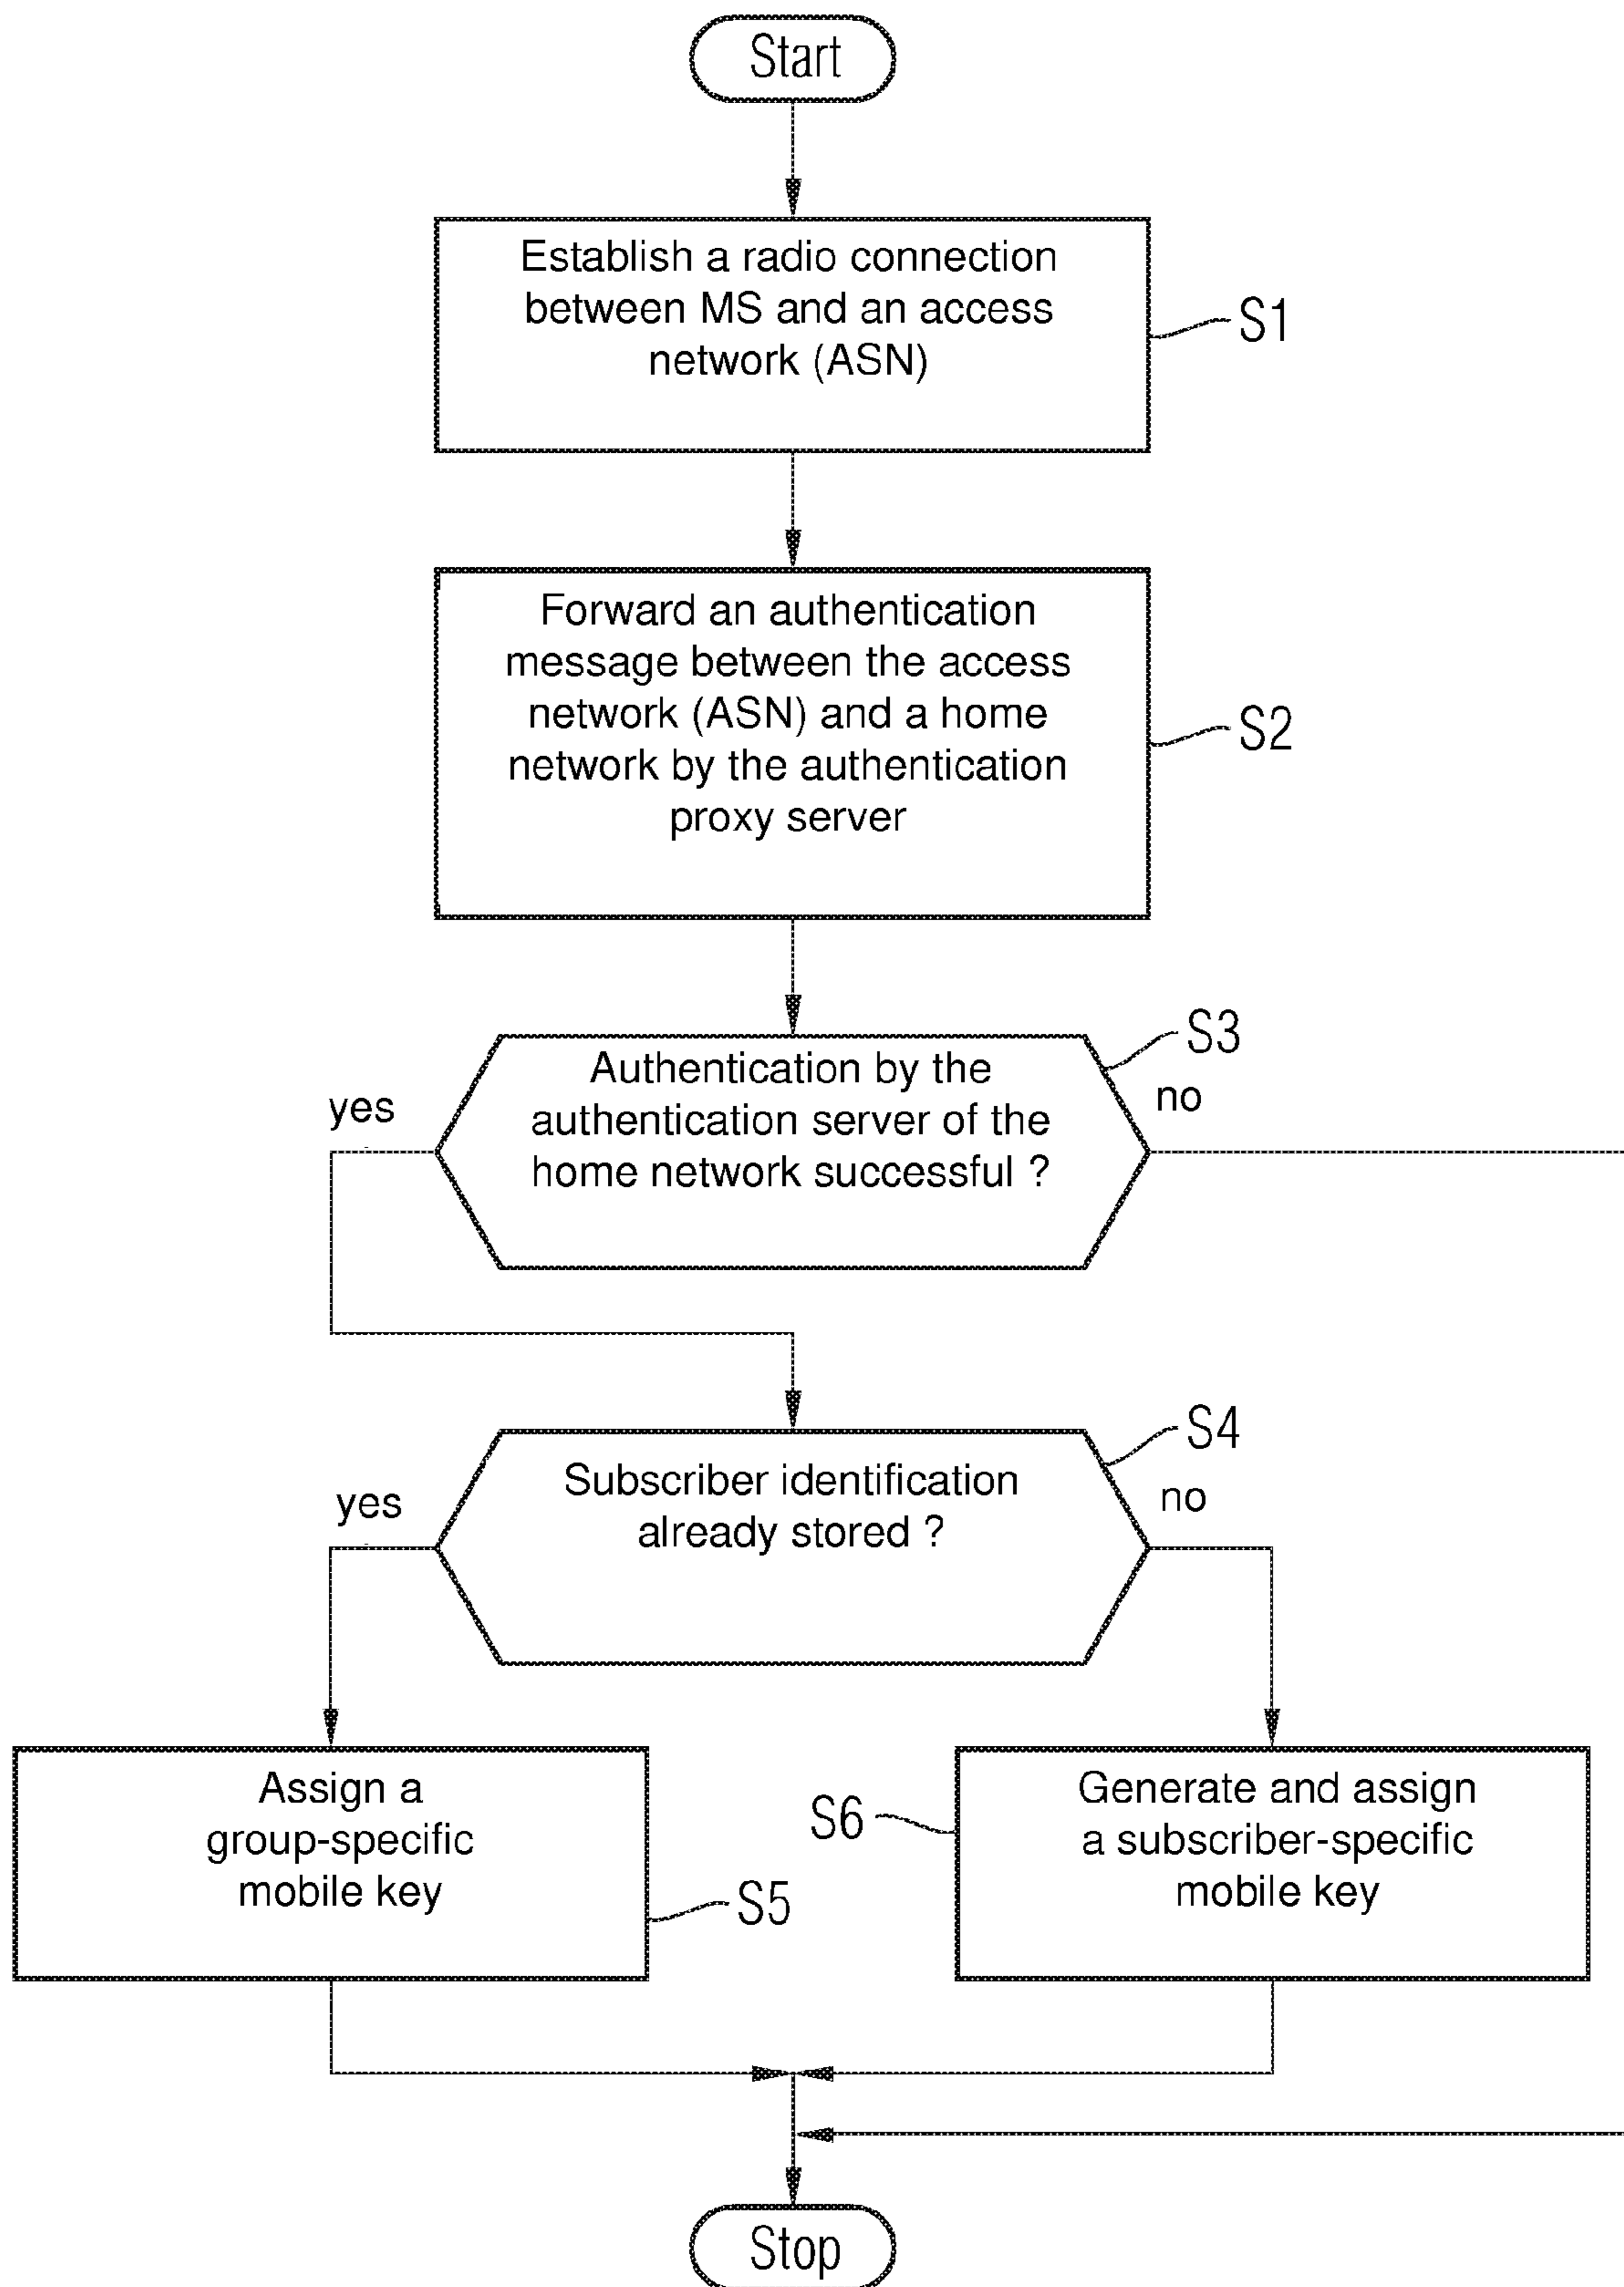 Start
Establish a radio connection
between MS and an access
network (ASN)
S1
Forward an authentication
message between the access
network (ASN) and a home
network by the authentication
proxy server
S2
Authentication by the
authentication server of the
home network successful ?
S3
yes
no
Subscriber identification
already stored ?
S4
yes
no
Assign a
group-specific
mobile key
S5
S6
Generate and assign
a subscriber-specific
mobile key
Stop